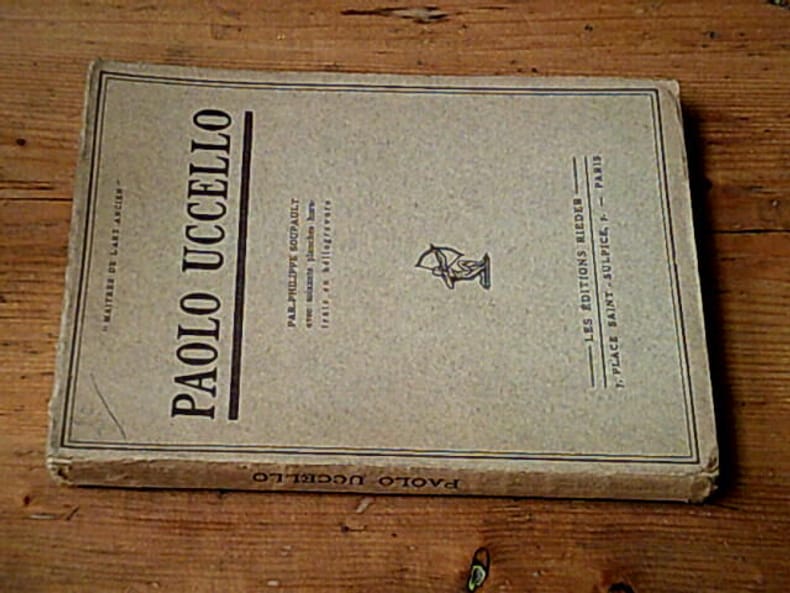 "MAITRES DE L'ART ANCIEN"
PAOLO UCCELLO
PAR PHILIPPE SOUPAULT
avec soixante planches hors-
texte en héliogravure
LES ÉDITIONS RIEDER
7, PLACE SAINT-SULPICE, 7. — PARIS
PAOLO UCCELLO